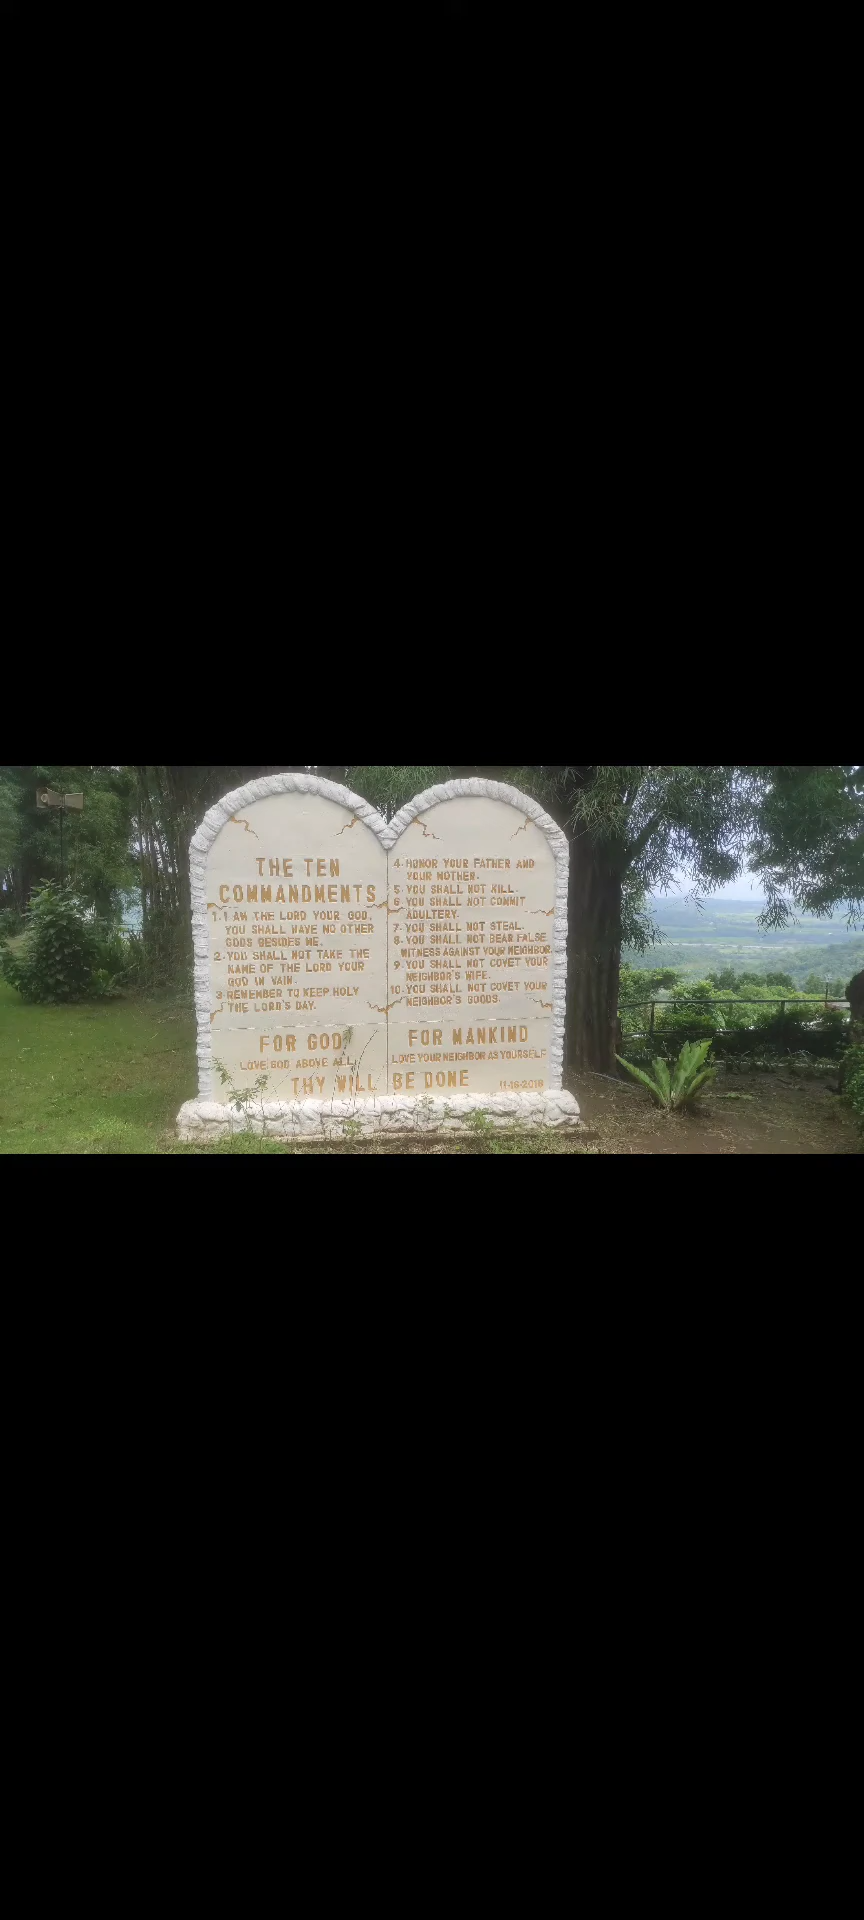 THE TEN
COMMANDMENTS
1. I AM THE LORD YOUR GOD,
YOU SHALL HAVE NO OTHER
GODS BESIDES ME.
2. YOU SHALL NOT TAKE THE
NAME OF THE LORD YOUR
GOD IN VAIN.
3. REMEMBER TO KEEP HOLY
THE LORD'S DAY.
FOR GOD
LOVE GOD ABOVE ALL
4. HONOR YOUR FATHER AND
YOUR MOTHER.
5. YOU SHALL NOT KILL.
6. YOU SHALL NOT COMMIT
ADULTERY.
7. YOU SHALL NOT STEAL.
8. YOU SHALL NOT BEAR FALSE
WITNESS AGAINST YOUR NEIGHBOR.
9. YOU SHALL NOT COVET YOUR
NEIGHBOR'S WIFE.
10. YOU SHALL NOT COVET YOUR
NEIGHBOR'S GOODS.
FOR MANKIND
LOVE YOUR NEIGHBOR AS YOURSELF
THY WILL BE DONE